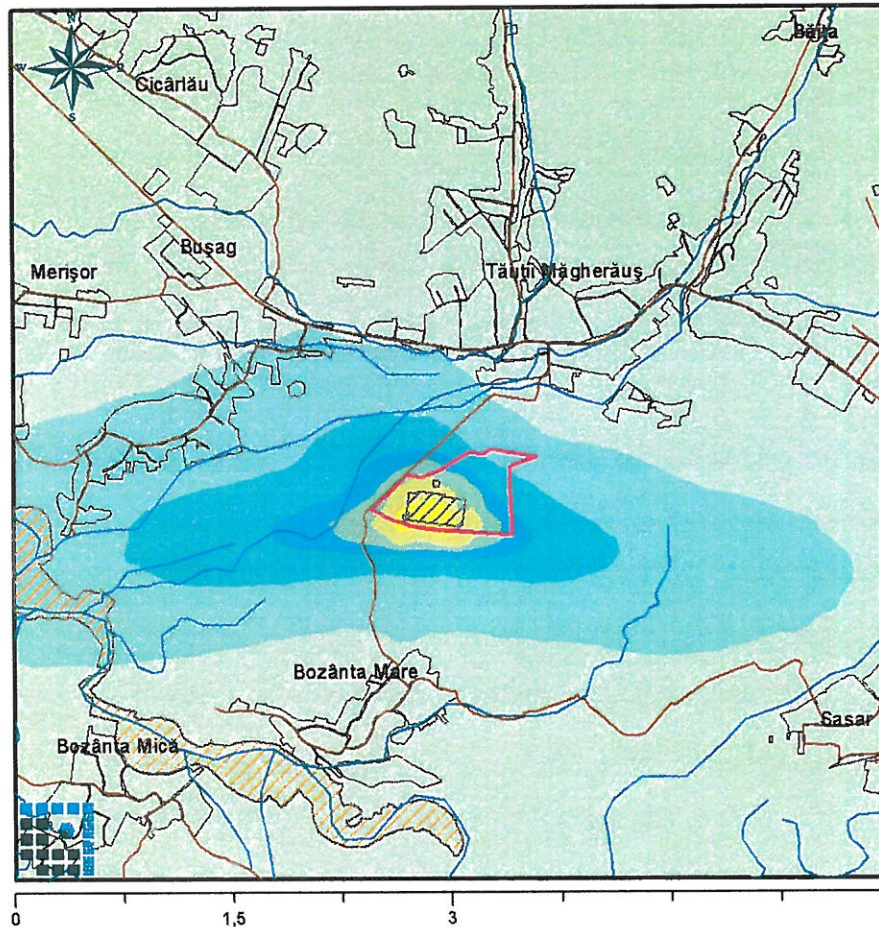 N
W
E
S
Băița
Cicârlău
Bușag
Merișor
Tăuții Măgherăuș
Bozânta Mare
Bozânta Mică
Sasar
0
1,5
3